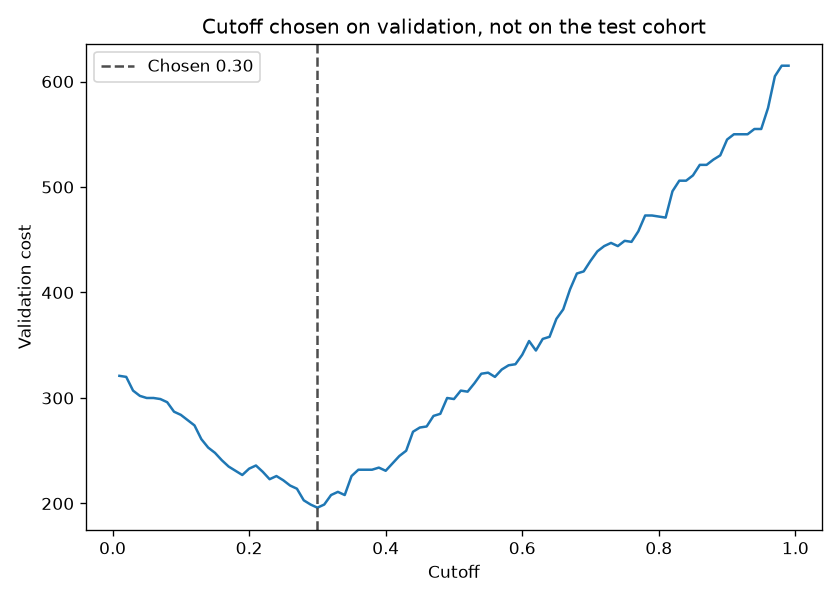 Cutoff chosen on validation, not on the test cohort
Chosen 0.30
600
500
400
300
200
Validation cost
0.0 0.2 0.4 0.6 0.8 1.0
Cutoff